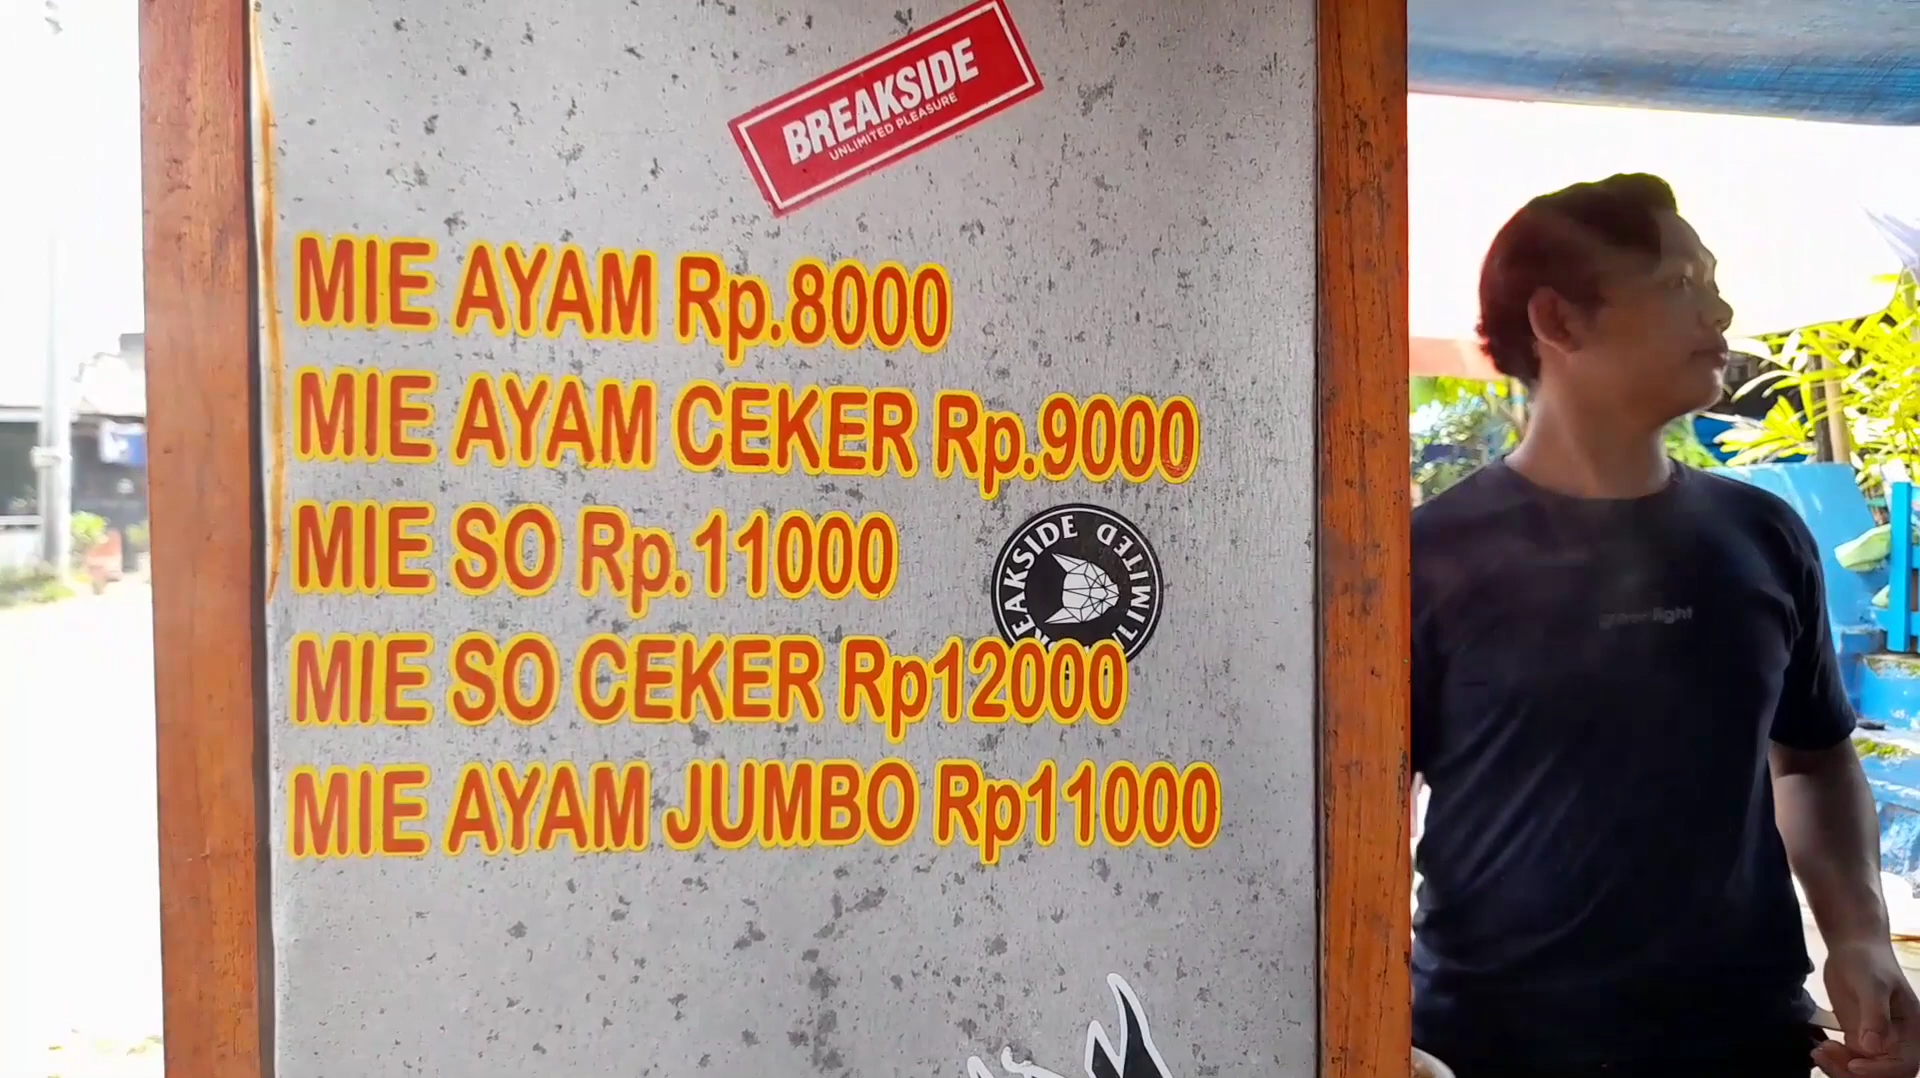 BREAKSIDE
UNLIMITED PLEASURE
MIE AYAM Rp.8000
MIE AYAM CEKER Rp.9000
MIE SO Rp.11000
BREAKSIDE UNLIMITED
MIE SO CEKER Rp12000
MIE AYAM JUMBO Rp11000